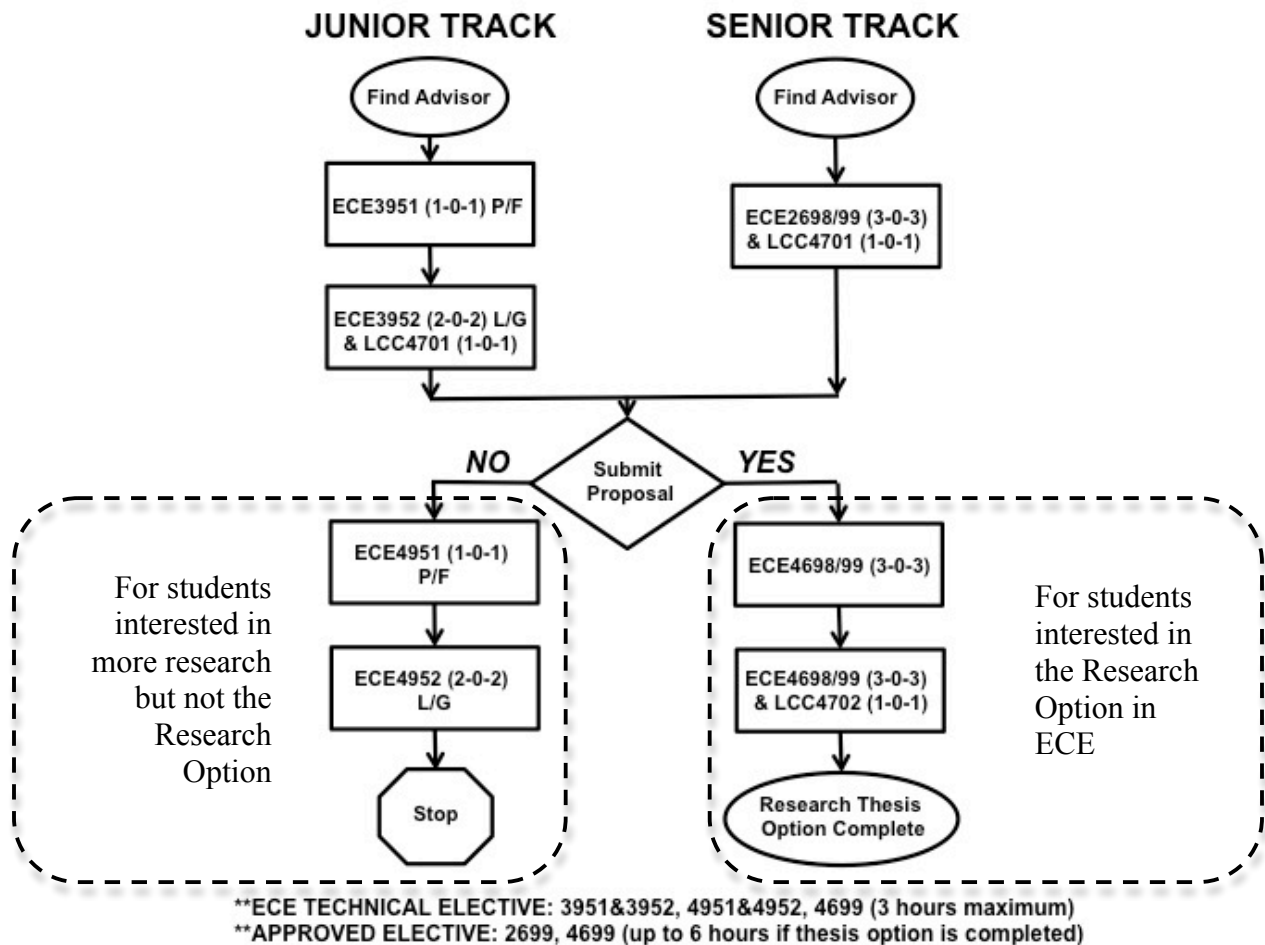 JUNIOR TRACK
SENIOR TRACK
Find Advisor
Find Advisor
ECE3951 (1-0-1) P/F
ECE2698/99 (3-0-3)
& LCC4701 (1-0-1)
ECE3952 (2-0-2) L/G
& LCC4701 (1-0-1)
NO
Submit
Proposal
YES
For students
interested in
more research
but not the
Research
Option
ECE4951 (1-0-1)
P/F
ECE4952 (2-0-2)
L/G
Stop
ECE4698/99 (3-0-3)
ECE4698/99 (3-0-3)
& LCC4702 (1-0-1)
Research Thesis
Option Complete
For students
interested in
the Research
Option in
ECE
**ECE TECHNICAL ELECTIVE: 3951&3952, 4951&4952, 4699 (3 hours maximum)
**APPROVED ELECTIVE: 2699, 4699 (up to 6 hours if thesis option is completed)